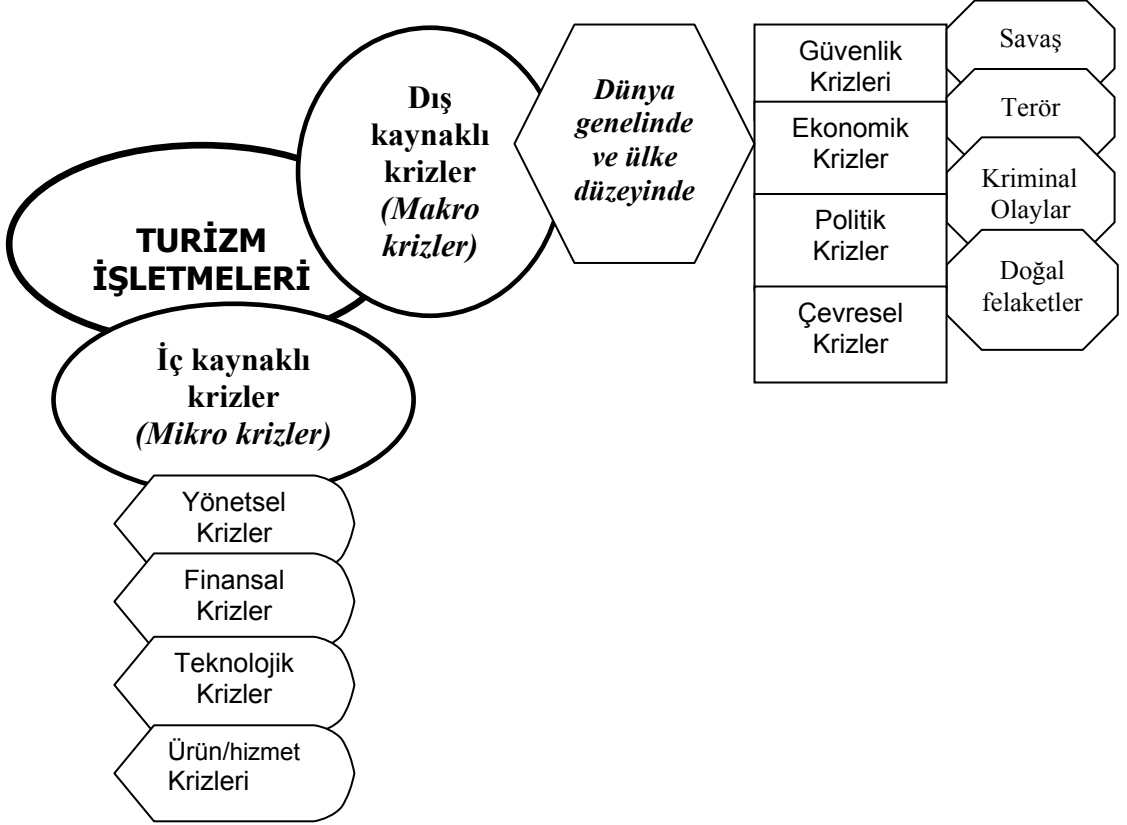 TURİZM
İŞLETMELERİ
Dış
kaynaklı
krizler
(Makro
krizler)
Dünya
genelinde
ve ülke
düzeyinde
Güvenlik
Krizleri
Ekonomik
Krizler
Politik
Krizler
Çevresel
Krizler
Savaş
Terör
Kriminal
Olaylar
Doğal
felaketler
İç kaynaklı
krizler
(Mikro krizler)
Yönetsel
Krizler
Finansal
Krizler
Teknolojik
Krizler
Ürün/hizmet
Krizleri